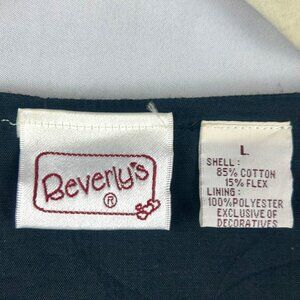 Beverly's
®
L
SHELL:
85% COTTON
15% FLEX
LINING:
100% POLYESTER
EXCLUSIVE OF
DECORATIVES